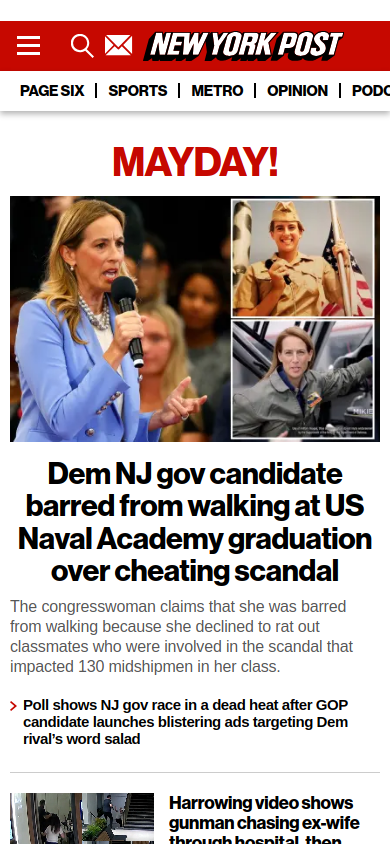 NEW YORK POST
PAGE SIX
SPORTS
METRO
OPINION
PODC
MAYDAY!
MIKIE
Dem NJ gov candidate
barred from walking at US
Naval Academy graduation
over cheating scandal
The congresswoman claims that she was barred
from walking because she declined to rat out
classmates who were involved in the scandal that
impacted 130 midshipmen in her class.
Poll shows NJ gov race in a dead heat after GOP
candidate launches blistering ads targeting Dem
rival’s word salad
Harrowing video shows
gunman chasing ex-wife
through hospital, then